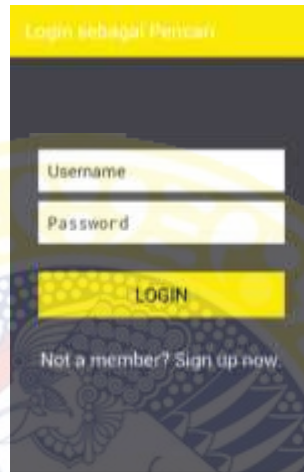 Login sebagai Pencari
Username
Password
LOGIN
Not a member? Sign up now.